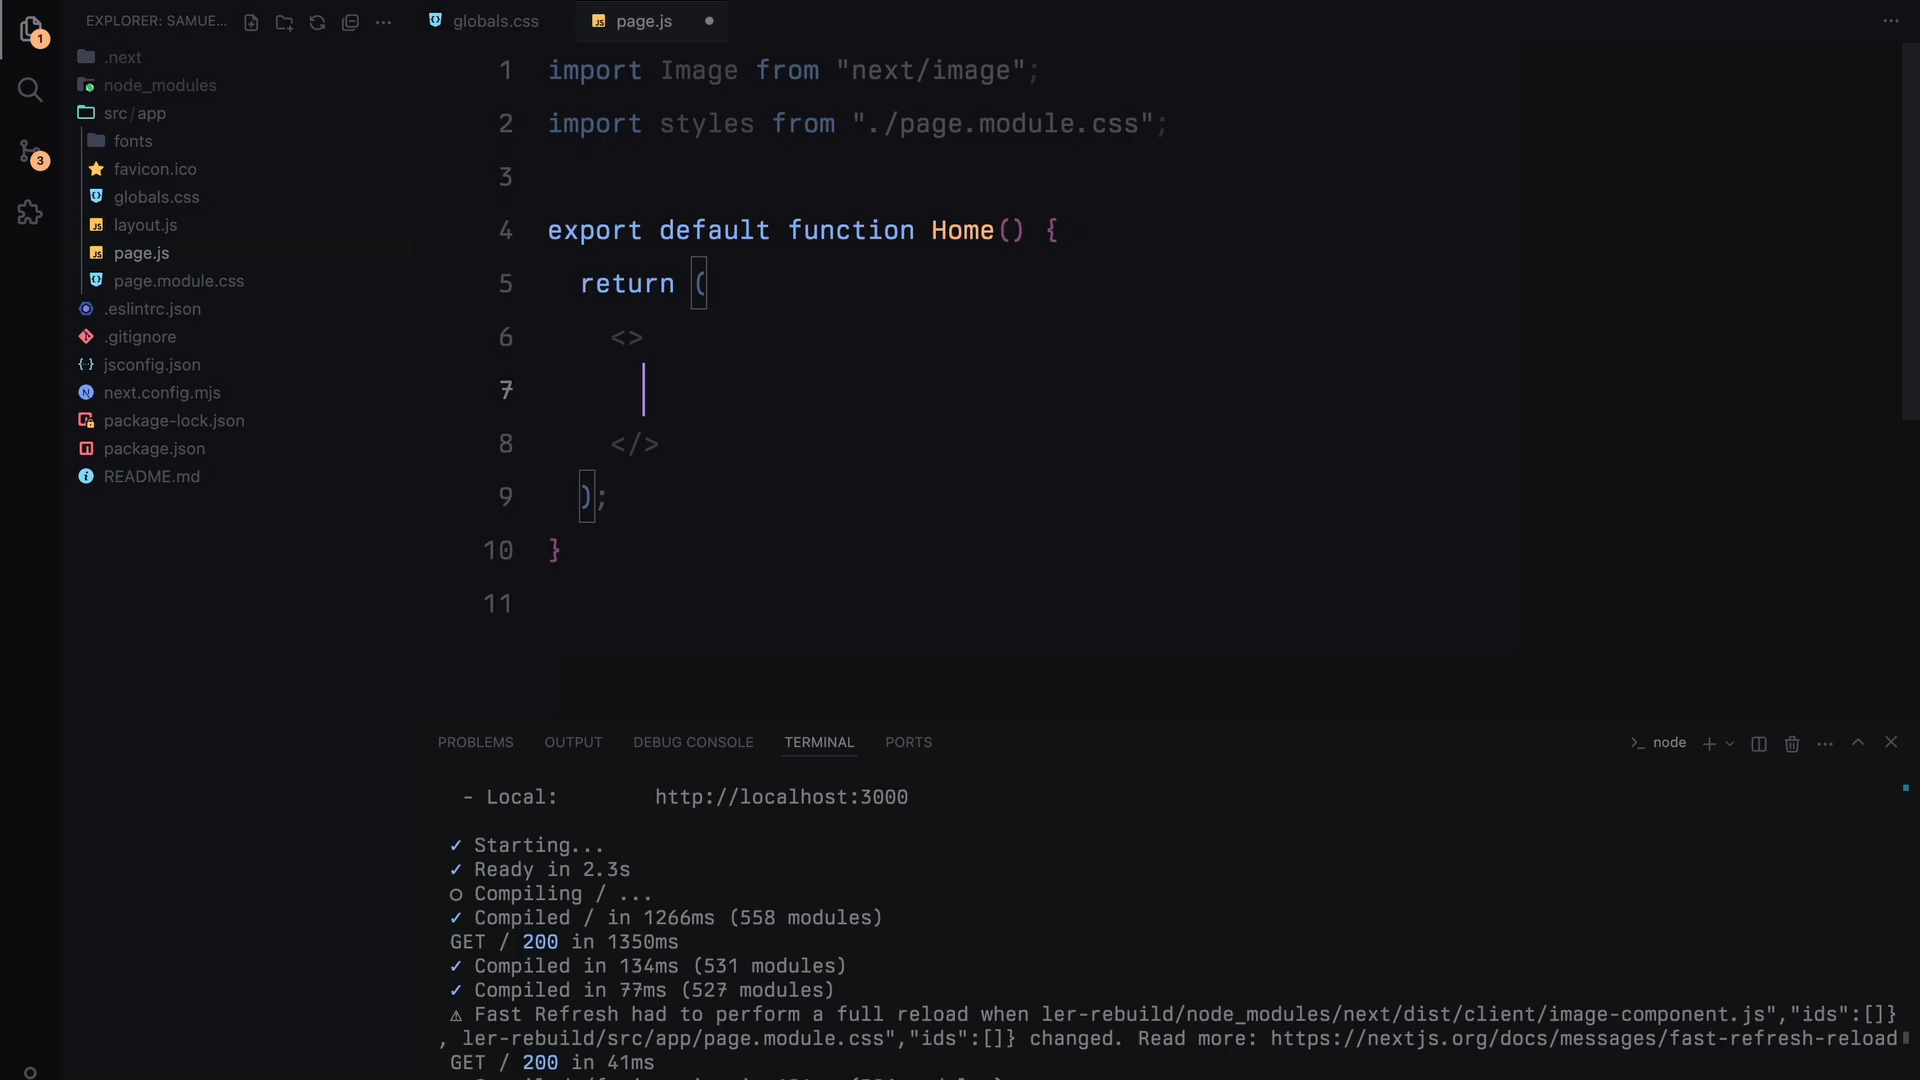 EXPLORER: SAMUE...
globals.css
page.js
.next
node_modules
src/app
fonts
favicon.ico
globals.css
layout.js
page.js
page.module.css
.eslintrc.json
.gitignore
jsconfig.json
next.config.mjs
package-lock.json
package.json
README.md
1
3
1 import Image from "next/image";
2 import styles from "./page.module.css";
3
4 export default function Home() {
5 return (
6 <>
7
8 </>
9 );
10 }
11
PROBLEMS OUTPUT DEBUG CONSOLE TERMINAL PORTS
node
- Local: http://localhost:3000
✓ Starting...
✓ Ready in 2.3s
○ Compiling / ...
✓ Compiled / in 1266ms (558 modules)
GET / 200 in 1350ms
✓ Compiled in 134ms (531 modules)
✓ Compiled in 77ms (527 modules)
⚠ Fast Refresh had to perform a full reload when ler-rebuild/node_modules/next/dist/client/image-component.js","ids":[]}
, ler-rebuild/src/app/page.module.css","ids":[]} changed. Read more: https://nextjs.org/docs/messages/fast-refresh-reload
GET / 200 in 41ms